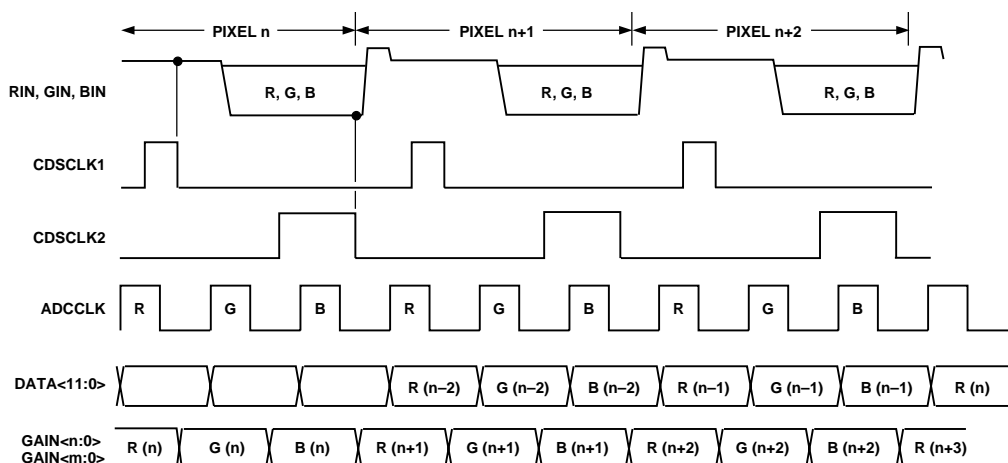 PIXEL n PIXEL n+1 PIXEL n+2
RIN, GIN, BIN R, G, B R, G, B R, G, B
CDSCLK1
CDSCLK2
ADCCLK R G B R G B R G B
DATA<11:0> R (n–2) G (n–2) B (n–2) R (n–1) G (n–1) B (n–1) R (n)
GAIN<n:0>
GAIN<m:0> R (n) G (n) B (n) R (n+1) G (n+1) B (n+1) R (n+2) G (n+2) B (n+2) R (n+3)